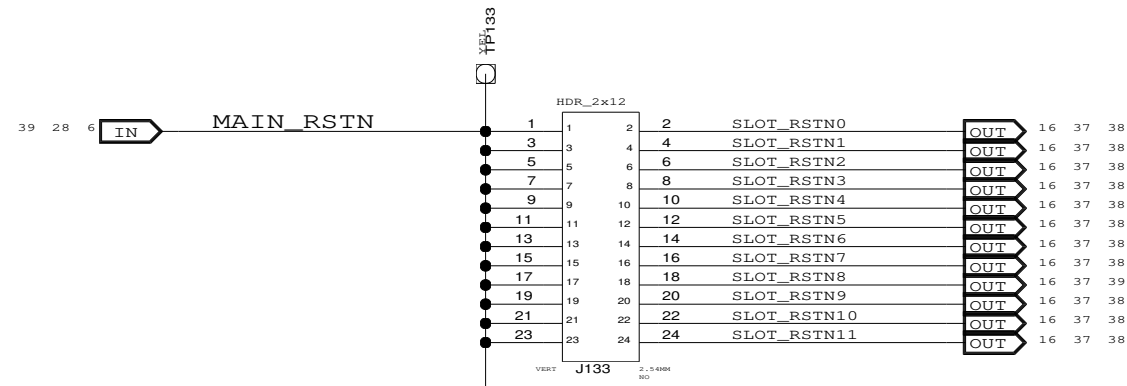 YEL
TP133
HDR_2x12
39 28 6 IN MAIN_RSTN
1 1 2 2 SLOT_RSTN0 OUT 16 37 38
3 3 4 4 SLOT_RSTN1 OUT 16 37 38
5 5 6 6 SLOT_RSTN2 OUT 16 37 38
7 7 8 8 SLOT_RSTN3 OUT 16 37 38
9 9 10 10 SLOT_RSTN4 OUT 16 37 38
11 11 12 12 SLOT_RSTN5 OUT 16 37 38
13 13 14 14 SLOT_RSTN6 OUT 16 37 38
15 15 16 16 SLOT_RSTN7 OUT 16 37 38
17 17 18 18 SLOT_RSTN8 OUT 16 37 39
19 19 20 20 SLOT_RSTN9 OUT 16 37 38
21 21 22 22 SLOT_RSTN10 OUT 16 37 38
23 23 24 24 SLOT_RSTN11 OUT 16 37 38
VERT J133 2.54MM
NO